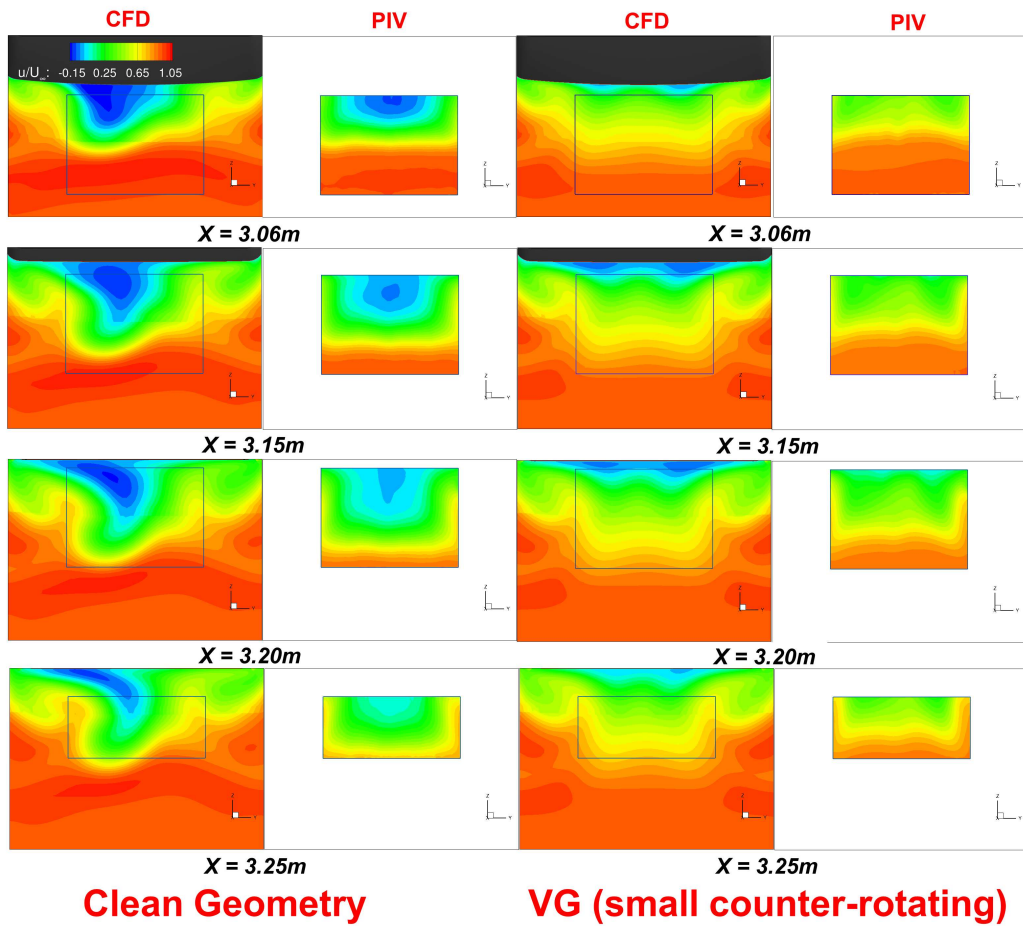 CFD PIV CFD PIV
u/U∞: -0.15 0.25 0.65 1.05
Z Y Z X Y Z Y Z X Y
X = 3.06m X = 3.06m
Z Y Z X Y Z Y Z X Y
X = 3.15m X = 3.15m
Z Y Z X Y Z Y Z X Y
X = 3.20m X = 3.20m
Z Y Z X Y Z Y Z X Y
X = 3.25m X = 3.25m
Clean Geometry VG (small counter-rotating)